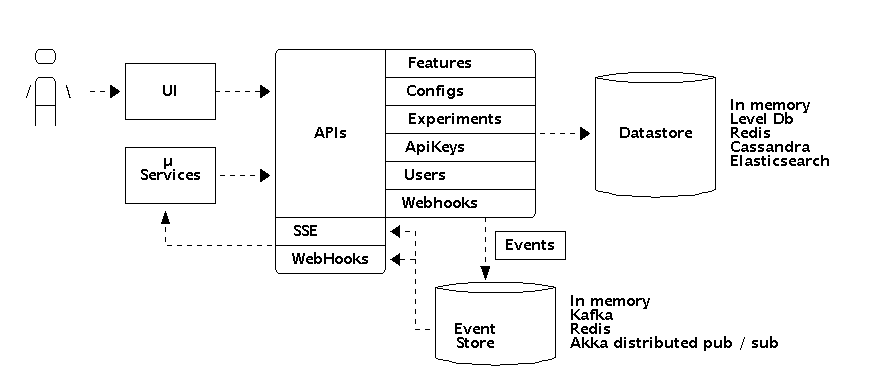 Features
UI
Configs
In memory
Level Db
Experiments
APIs
Datastore
Redis
ApiKeys
Cassandra
Elasticsearch
µ
Services
Users
Webhooks
SSE
Events
WebHooks
In memory
Kafka
Event
Store
Redis
Akka distributed pub / sub